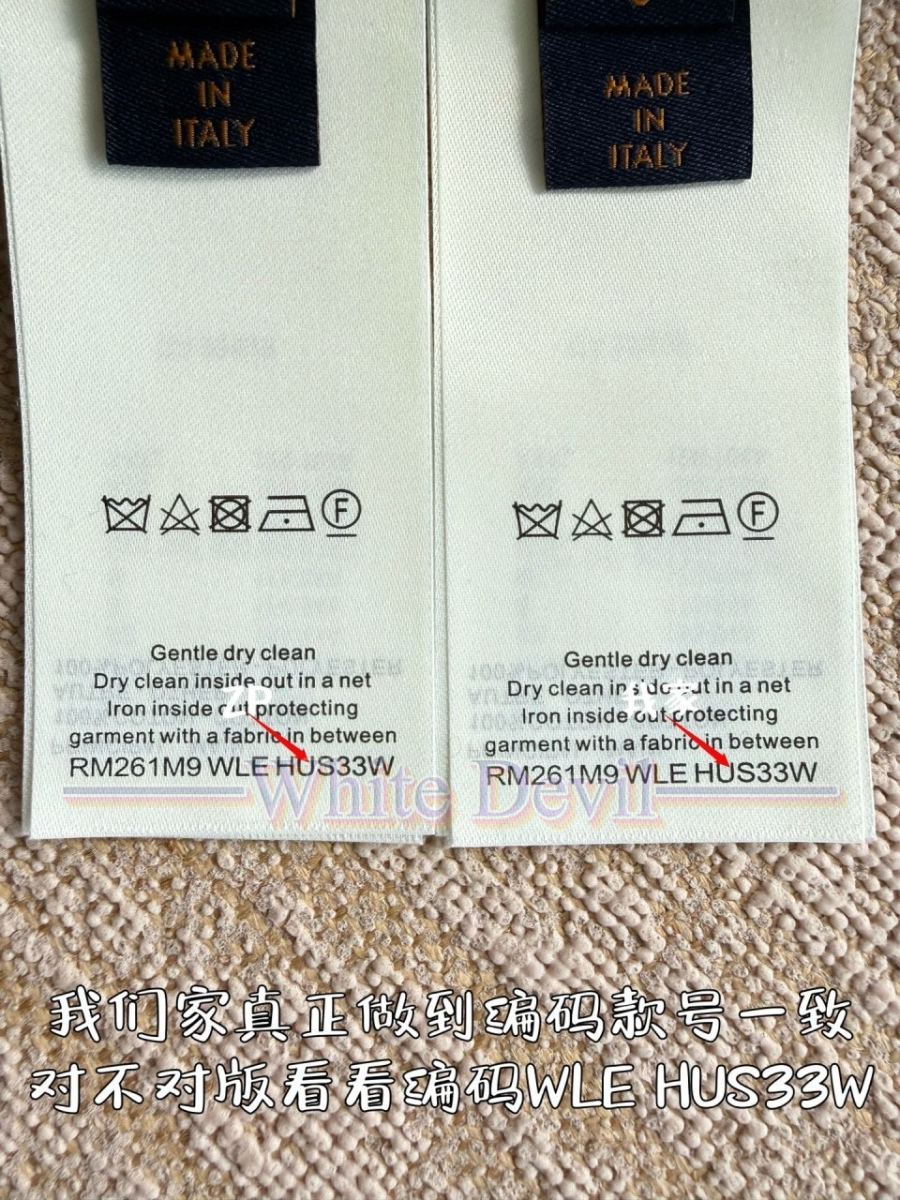 MADE
IN
ITALY
MADE
IN
ITALY
F
Gentle dry clean
Dry clean inside out in a net
Iron inside out protecting
garment with a fabric in between
RM261M9 WLE HUS33W
ZP
F
Gentle dry clean
Dry clean inside out in a net
Iron inside out protecting
garment with a fabric in between
RM261M9 WLE HUS33W
我家
White Devil
我们家真正做到编码款号一致
对不对版看看编码WLE HUS33W